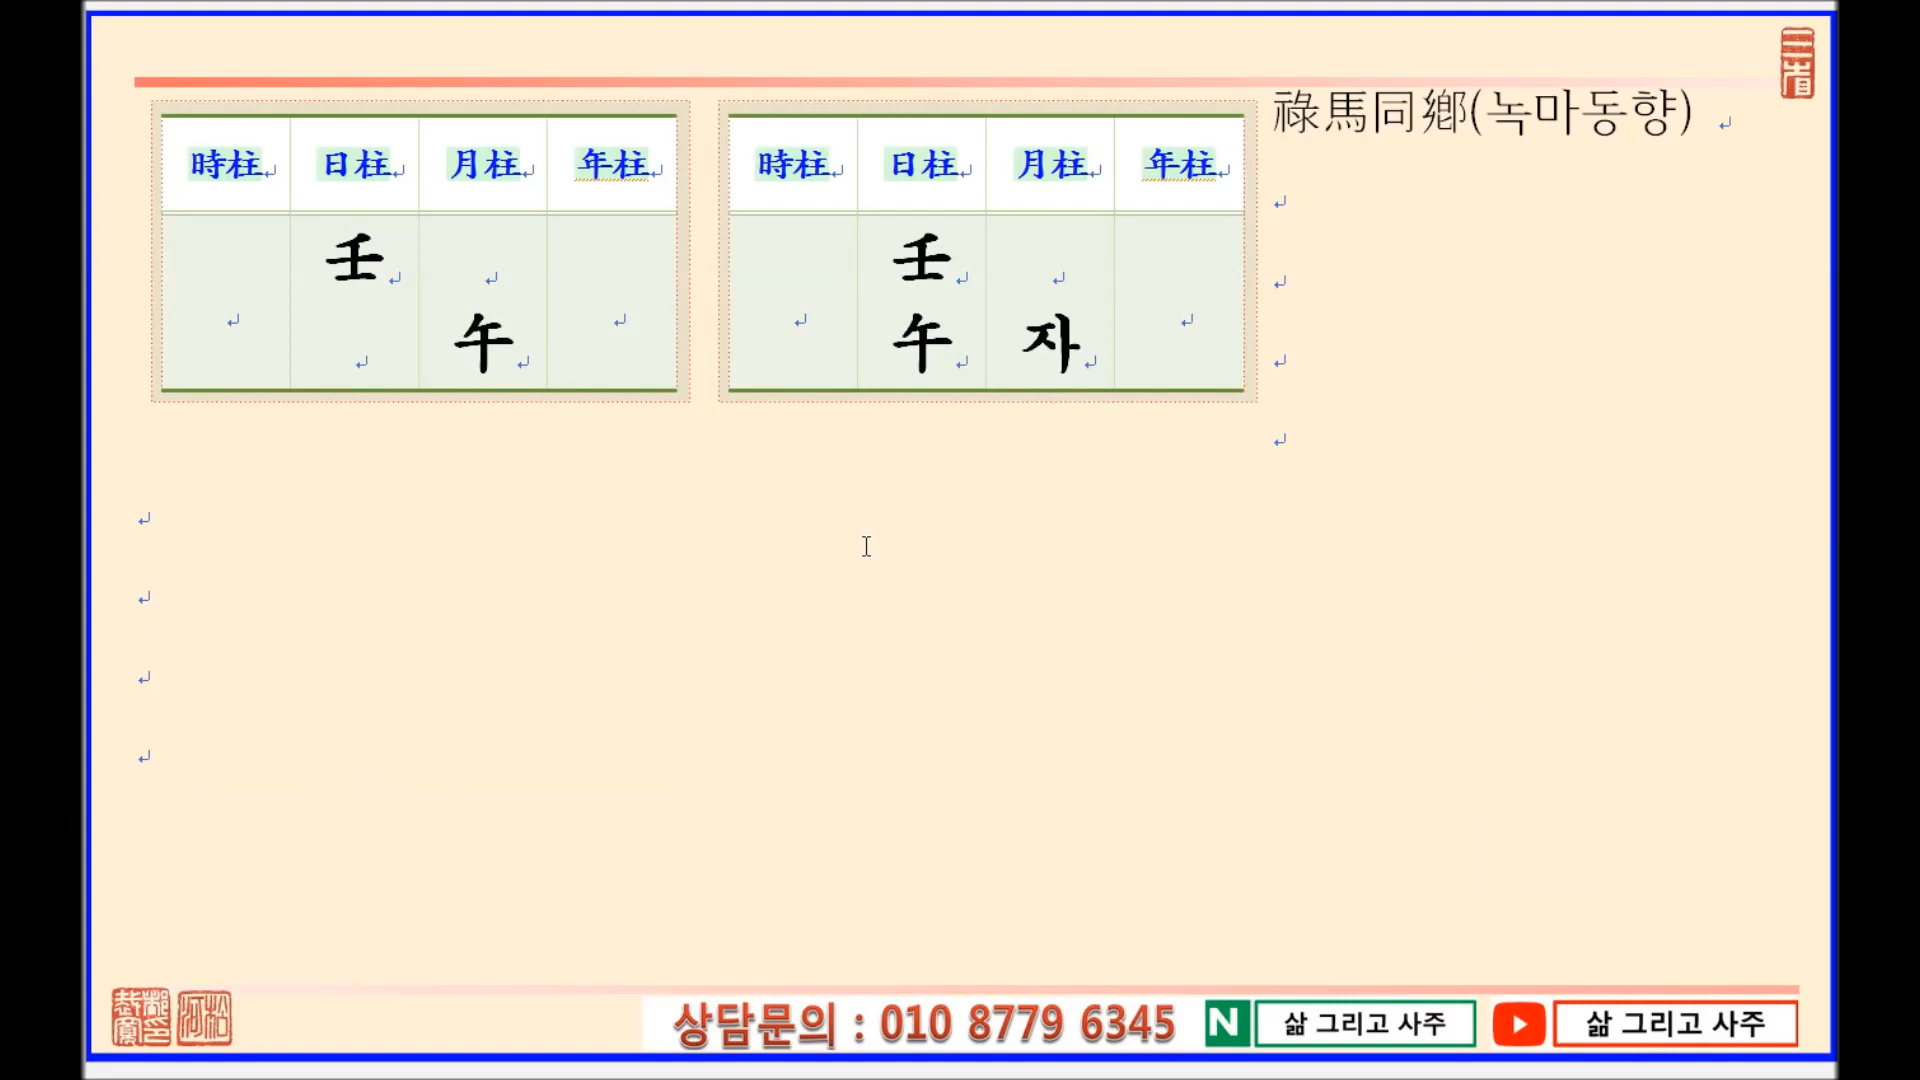 時柱 日柱 月柱 年柱
壬
午
時柱 日柱 月柱 年柱
壬
午 자
祿馬同鄕(녹마동향)
상담문의 : 010 8779 6345
N 삶 그리고 사주
삶 그리고 사주